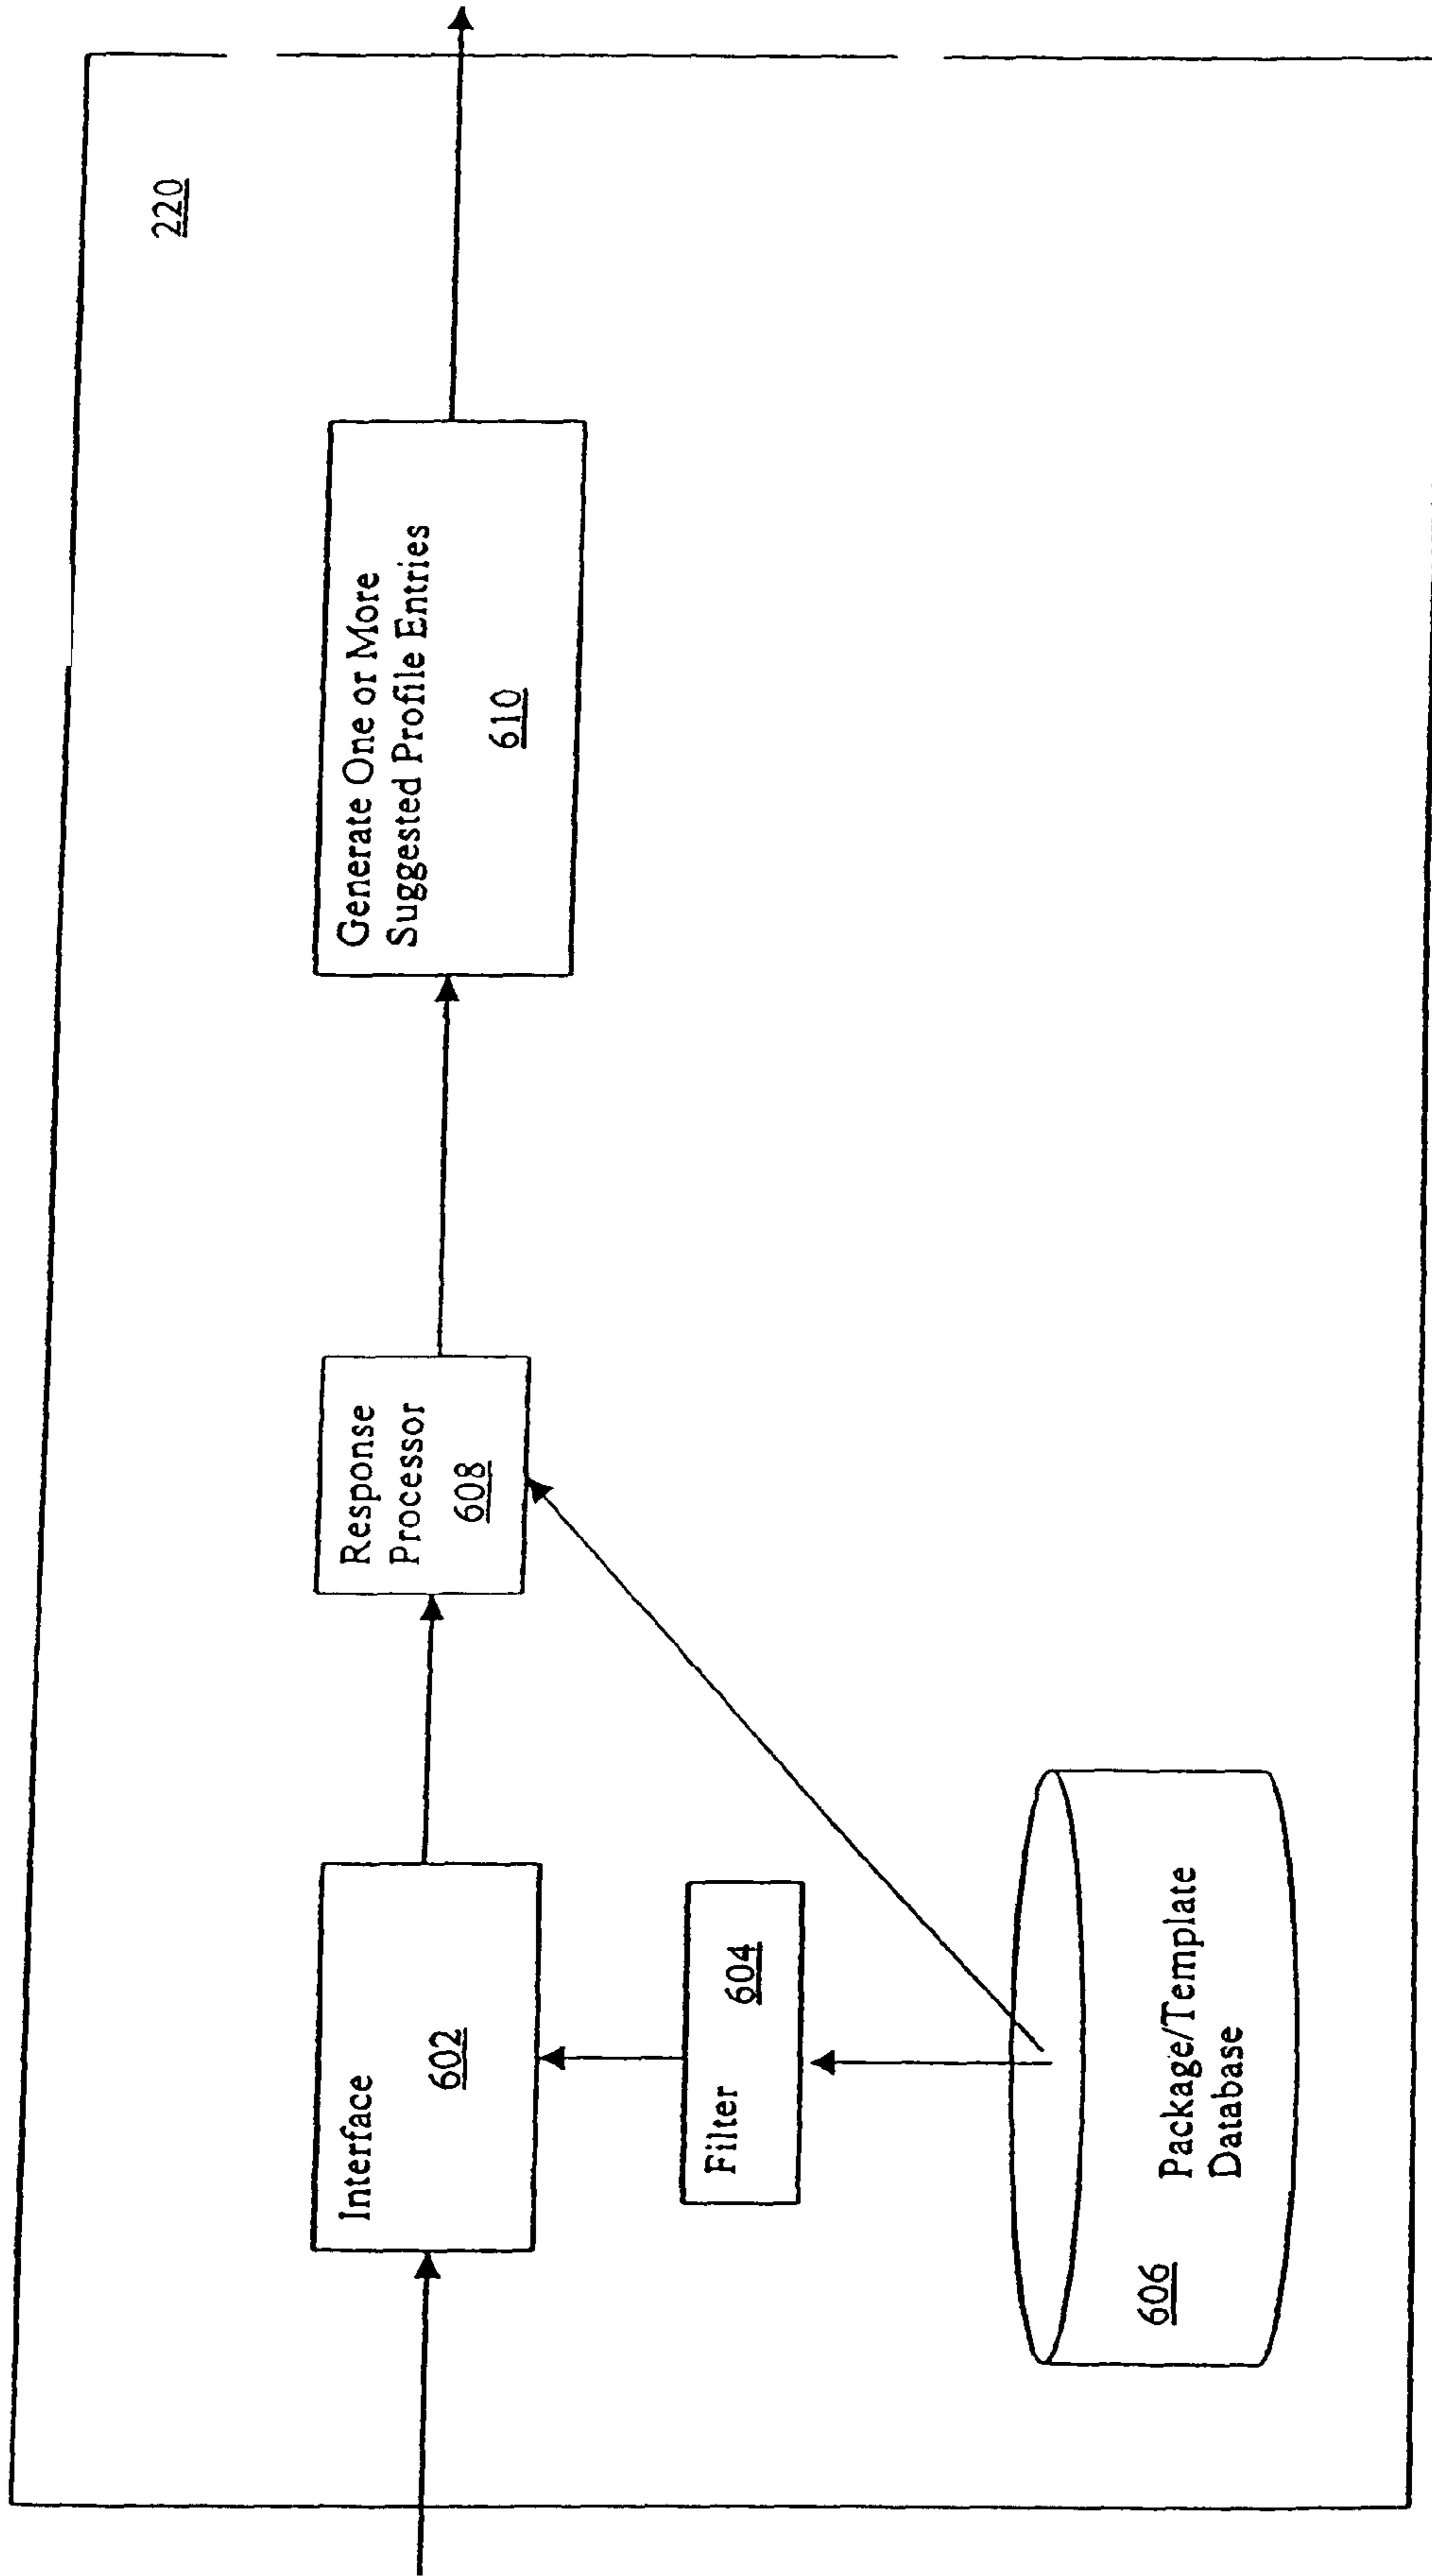 220
Interface
602
Response
Processor
608
Generate One or More
Suggested Profile Entries
610
Filter
604
606
Package/Template
Database